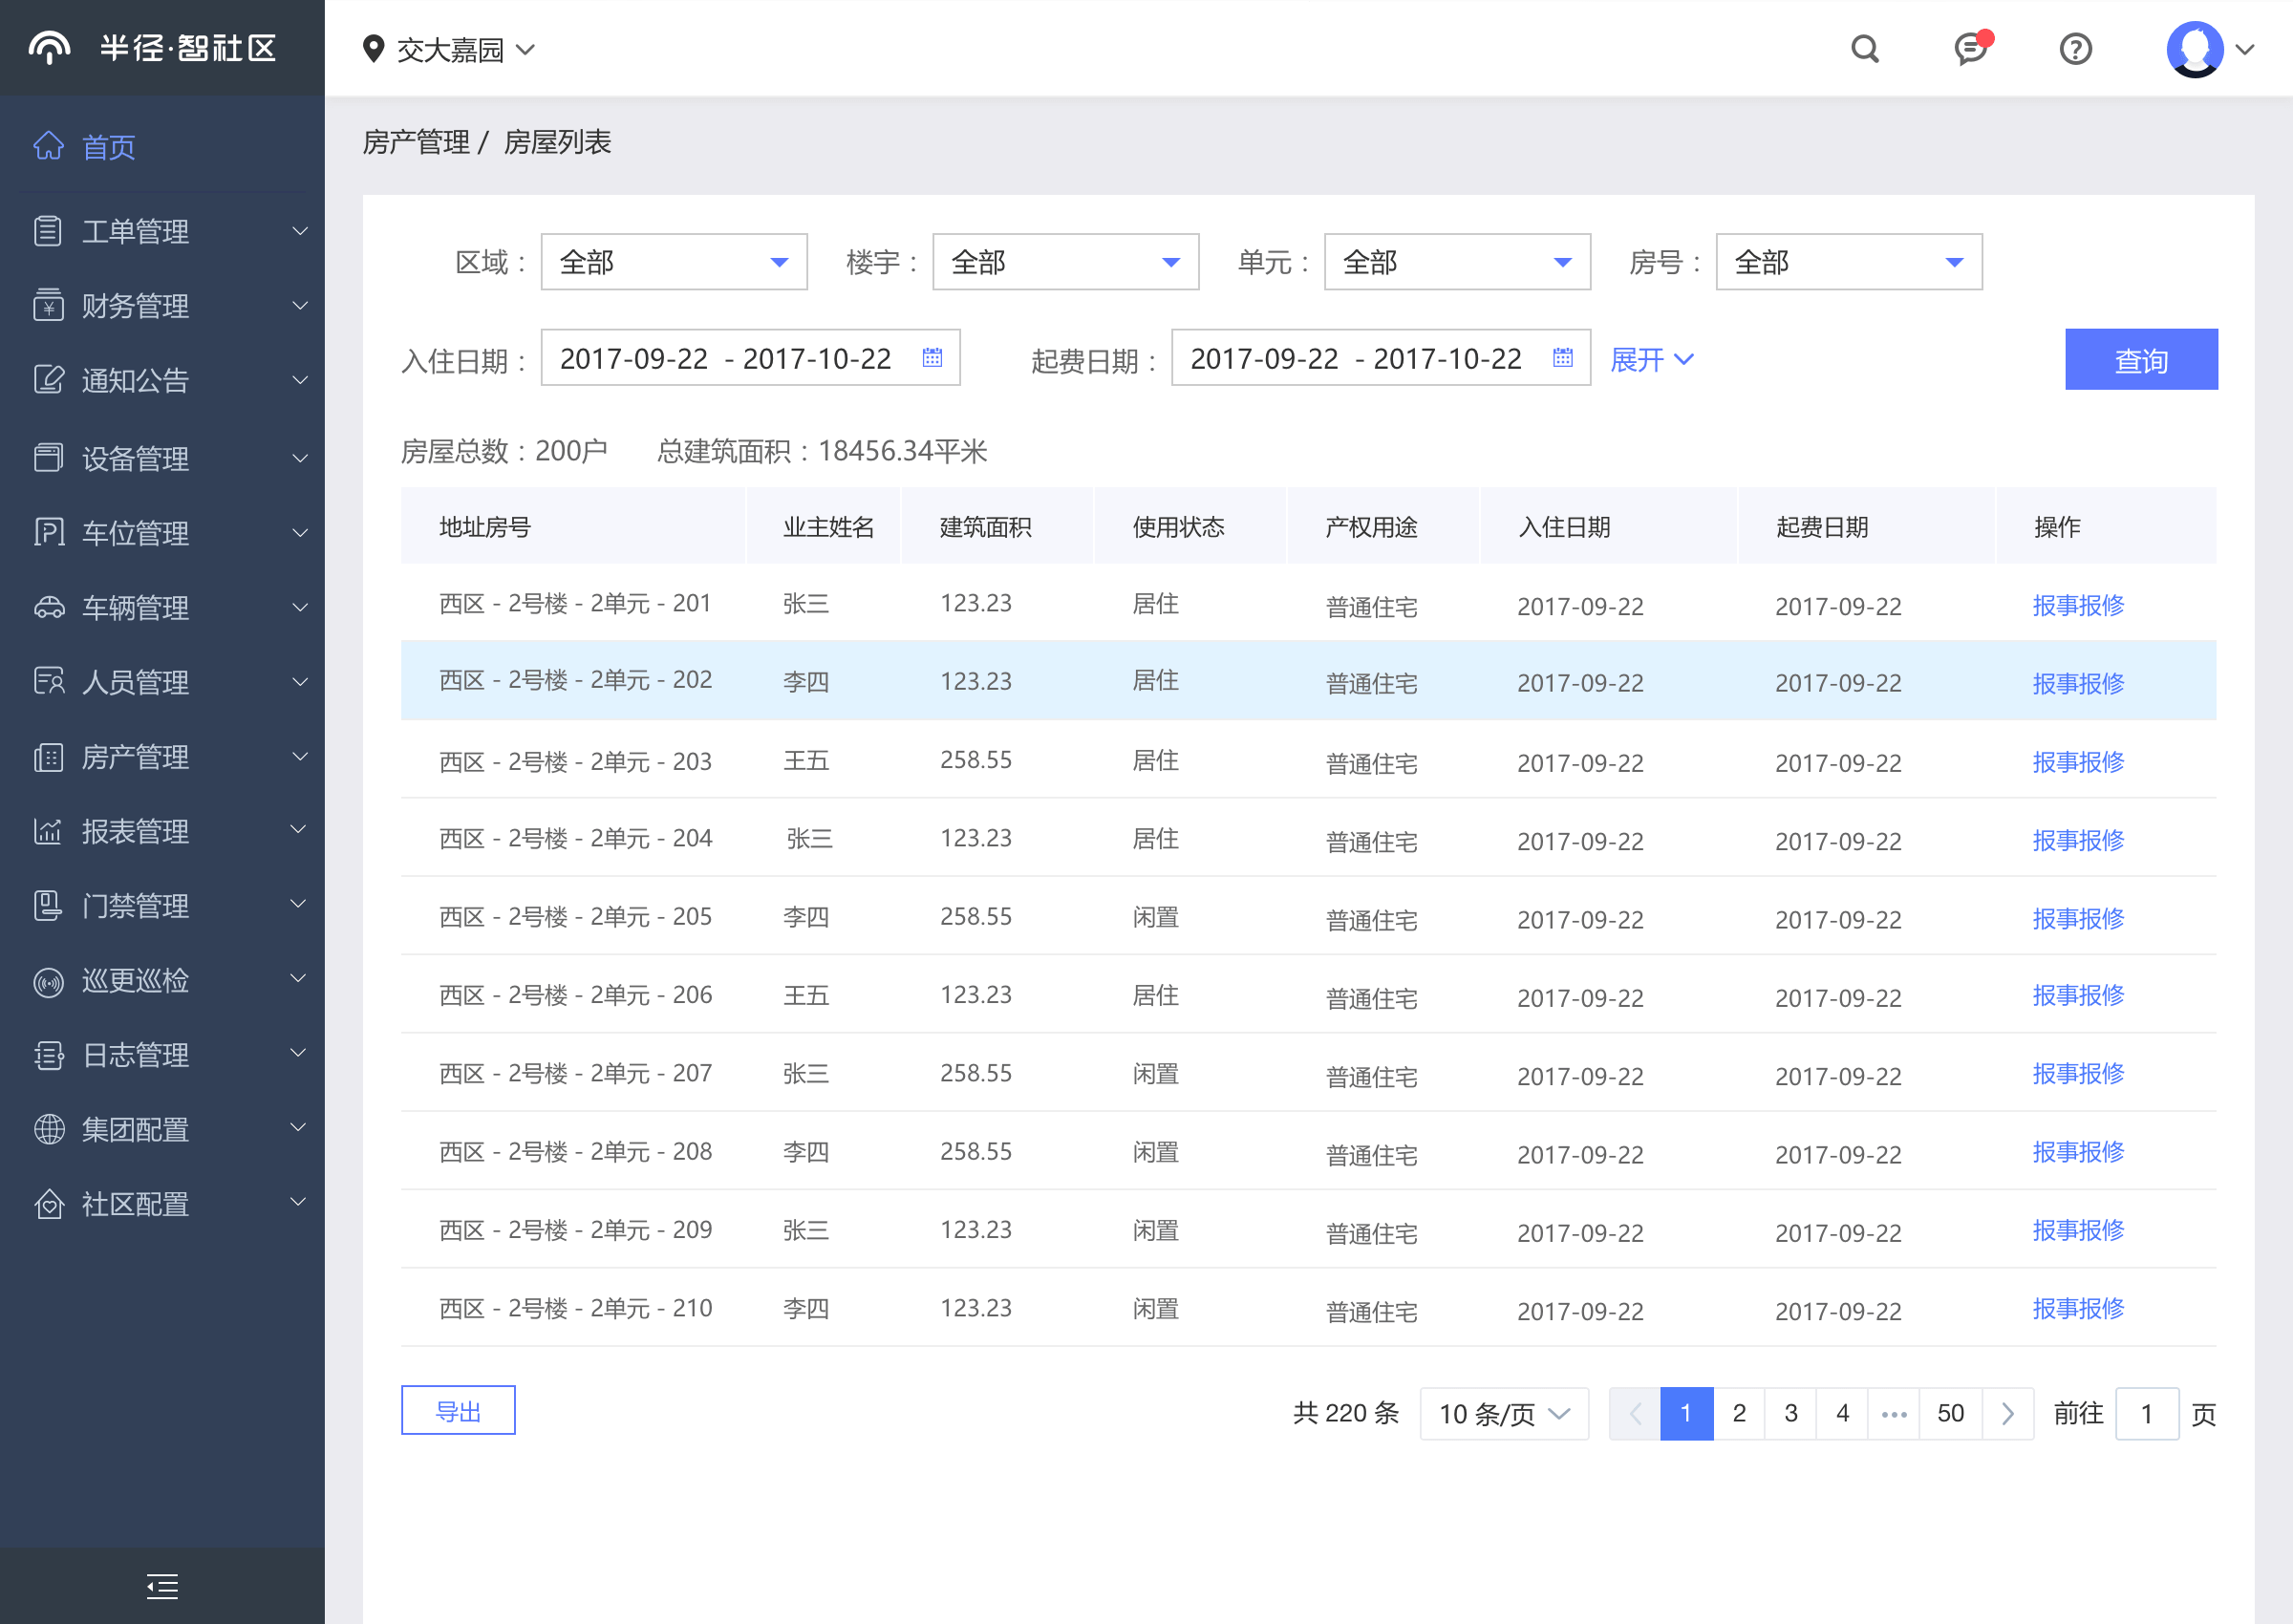 半径·智社区
交大嘉园
首页
工单管理
财务管理
通知公告
设备管理
车位管理
车辆管理
人员管理
房产管理
报表管理
门禁管理
巡更巡检
日志管理
集团配置
社区配置
房产管理 / 房屋列表
区域： 全部 楼宇： 全部 单元： 全部 房号： 全部
入住日期： 2017-09-22 - 2017-10-22 起费日期： 2017-09-22 - 2017-10-22 展开 查询
房屋总数：200户 总建筑面积：18456.34平米
地址房号 业主姓名 建筑面积 使用状态 产权用途 入住日期 起费日期 操作
西区 - 2号楼 - 2单元 - 201 张三 123.23 居住 普通住宅 2017-09-22 2017-09-22 报事报修
西区 - 2号楼 - 2单元 - 202 李四 123.23 居住 普通住宅 2017-09-22 2017-09-22 报事报修
西区 - 2号楼 - 2单元 - 203 王五 258.55 居住 普通住宅 2017-09-22 2017-09-22 报事报修
西区 - 2号楼 - 2单元 - 204 张三 123.23 居住 普通住宅 2017-09-22 2017-09-22 报事报修
西区 - 2号楼 - 2单元 - 205 李四 258.55 闲置 普通住宅 2017-09-22 2017-09-22 报事报修
西区 - 2号楼 - 2单元 - 206 王五 123.23 居住 普通住宅 2017-09-22 2017-09-22 报事报修
西区 - 2号楼 - 2单元 - 207 张三 258.55 闲置 普通住宅 2017-09-22 2017-09-22 报事报修
西区 - 2号楼 - 2单元 - 208 李四 258.55 闲置 普通住宅 2017-09-22 2017-09-22 报事报修
西区 - 2号楼 - 2单元 - 209 张三 123.23 闲置 普通住宅 2017-09-22 2017-09-22 报事报修
西区 - 2号楼 - 2单元 - 210 李四 123.23 闲置 普通住宅 2017-09-22 2017-09-22 报事报修
导出 共 220 条 10 条/页 1 2 3 4 ••• 50 前往 1 页